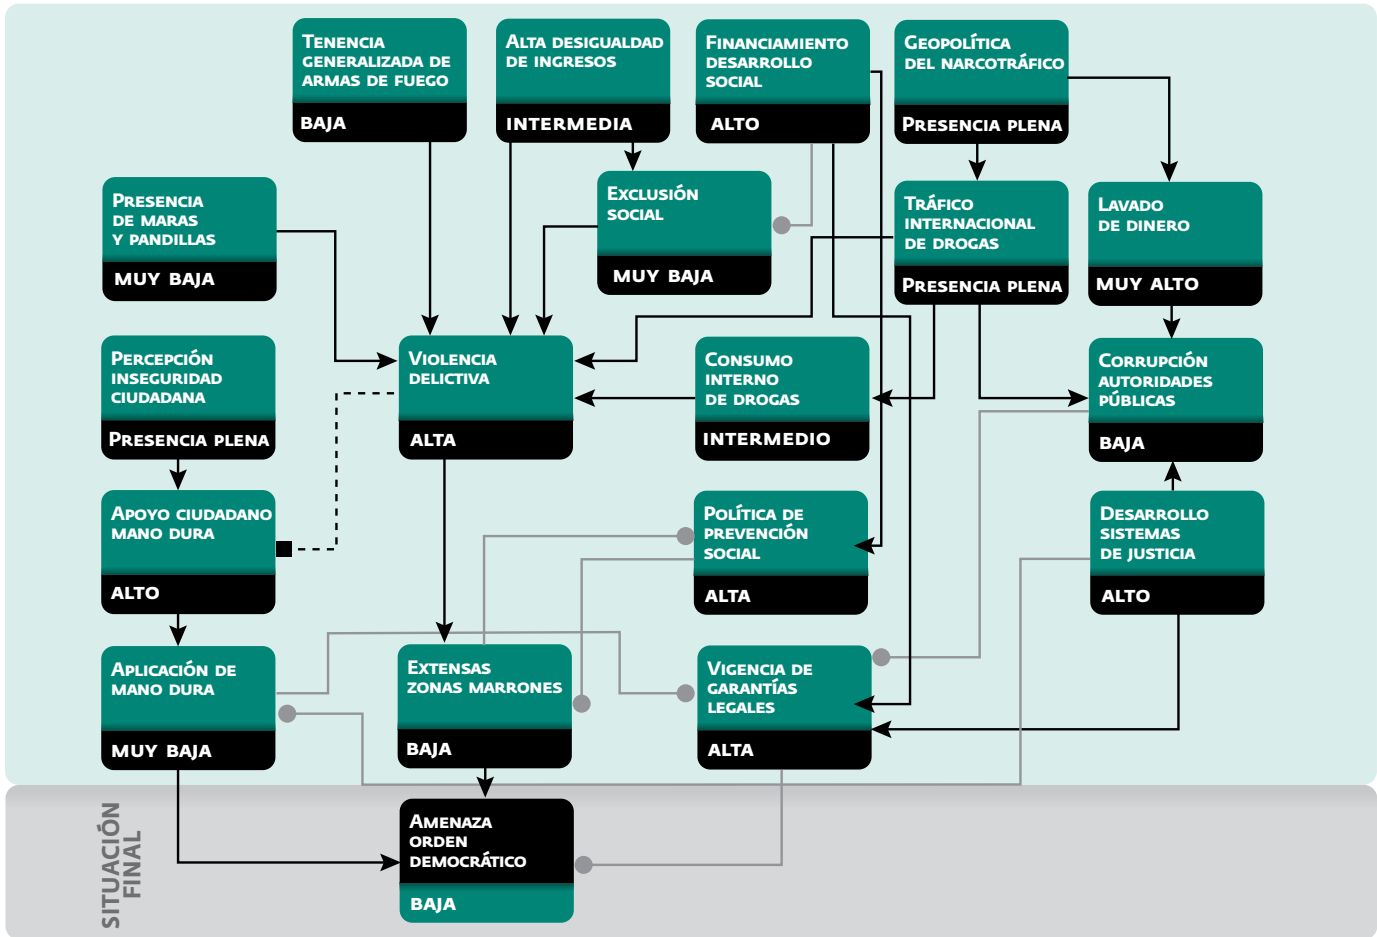 Tenencia
generalizada de
armas de fuego
BAJA
Alta desigualdad
de ingresos
INTERMEDIA
Financiamiento
desarrollo
social
ALTO
Geopolítica
del narcotráfico
Presencia plena
Presencia
de maras
y pandillas
MUY BAJA
Exclusión
social
MUY BAJA
Tráfico
internacional
de drogas
Presencia plena
Lavado
de dinero
MUY ALTO
Percepción
inseguridad
ciudadana
Presencia plena
Violencia
delictiva
ALTA
Consumo
interno
de drogas
INTERMEDIO
Corrupción
autoridades
públicas
BAJA
Apoyo ciudadano
mano dura
ALTO
Política de
prevención
social
ALTA
Desarrollo
sistemas
de justicia
ALTO
Aplicación de
mano dura
MUY BAJA
Extensas
zonas marrones
BAJA
Vigencia de
garantías
legales
ALTA
SITUACIÓN
FINAL
Amenaza
orden
democrático
BAJA